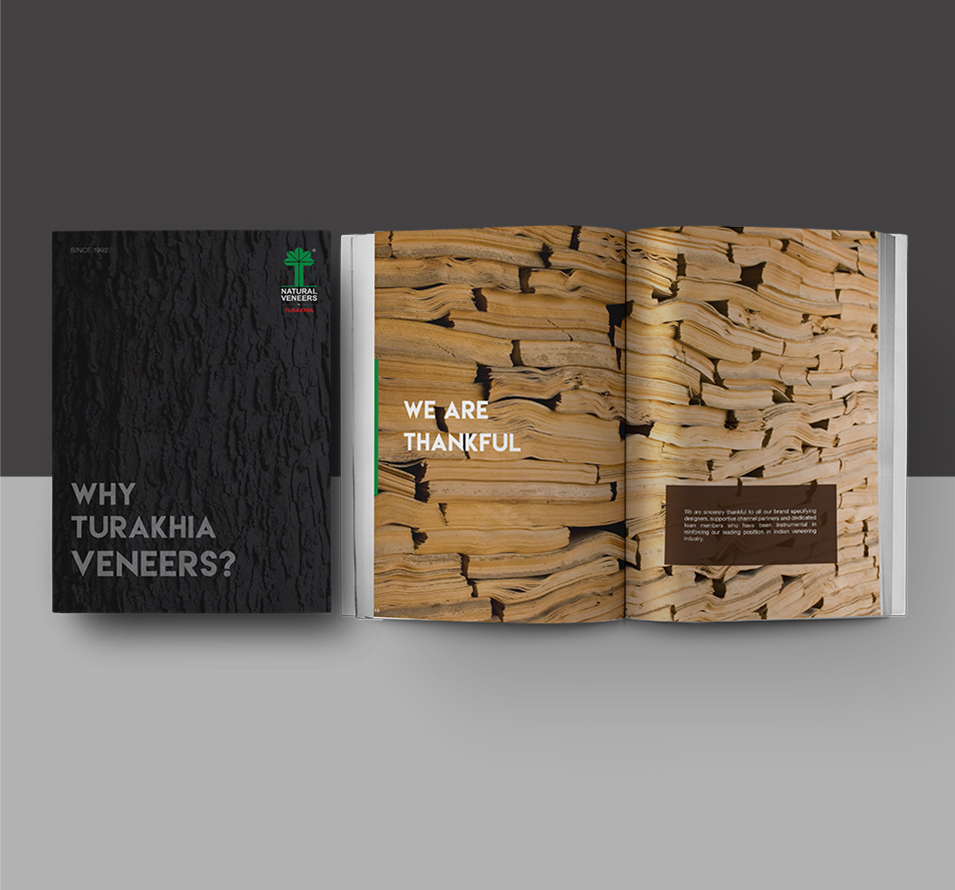 SINCE 1992
NATURAL
VENEERS
TURAKHIA
WHY
TURAKHIA
VENEERS?
WE ARE
THANKFUL
We are sincerely thankful to all our brand specifying
designers, supportive channel partners and dedicated
team members who have been instrumental in
reinforcing our leading position in Indian veneering
industry.